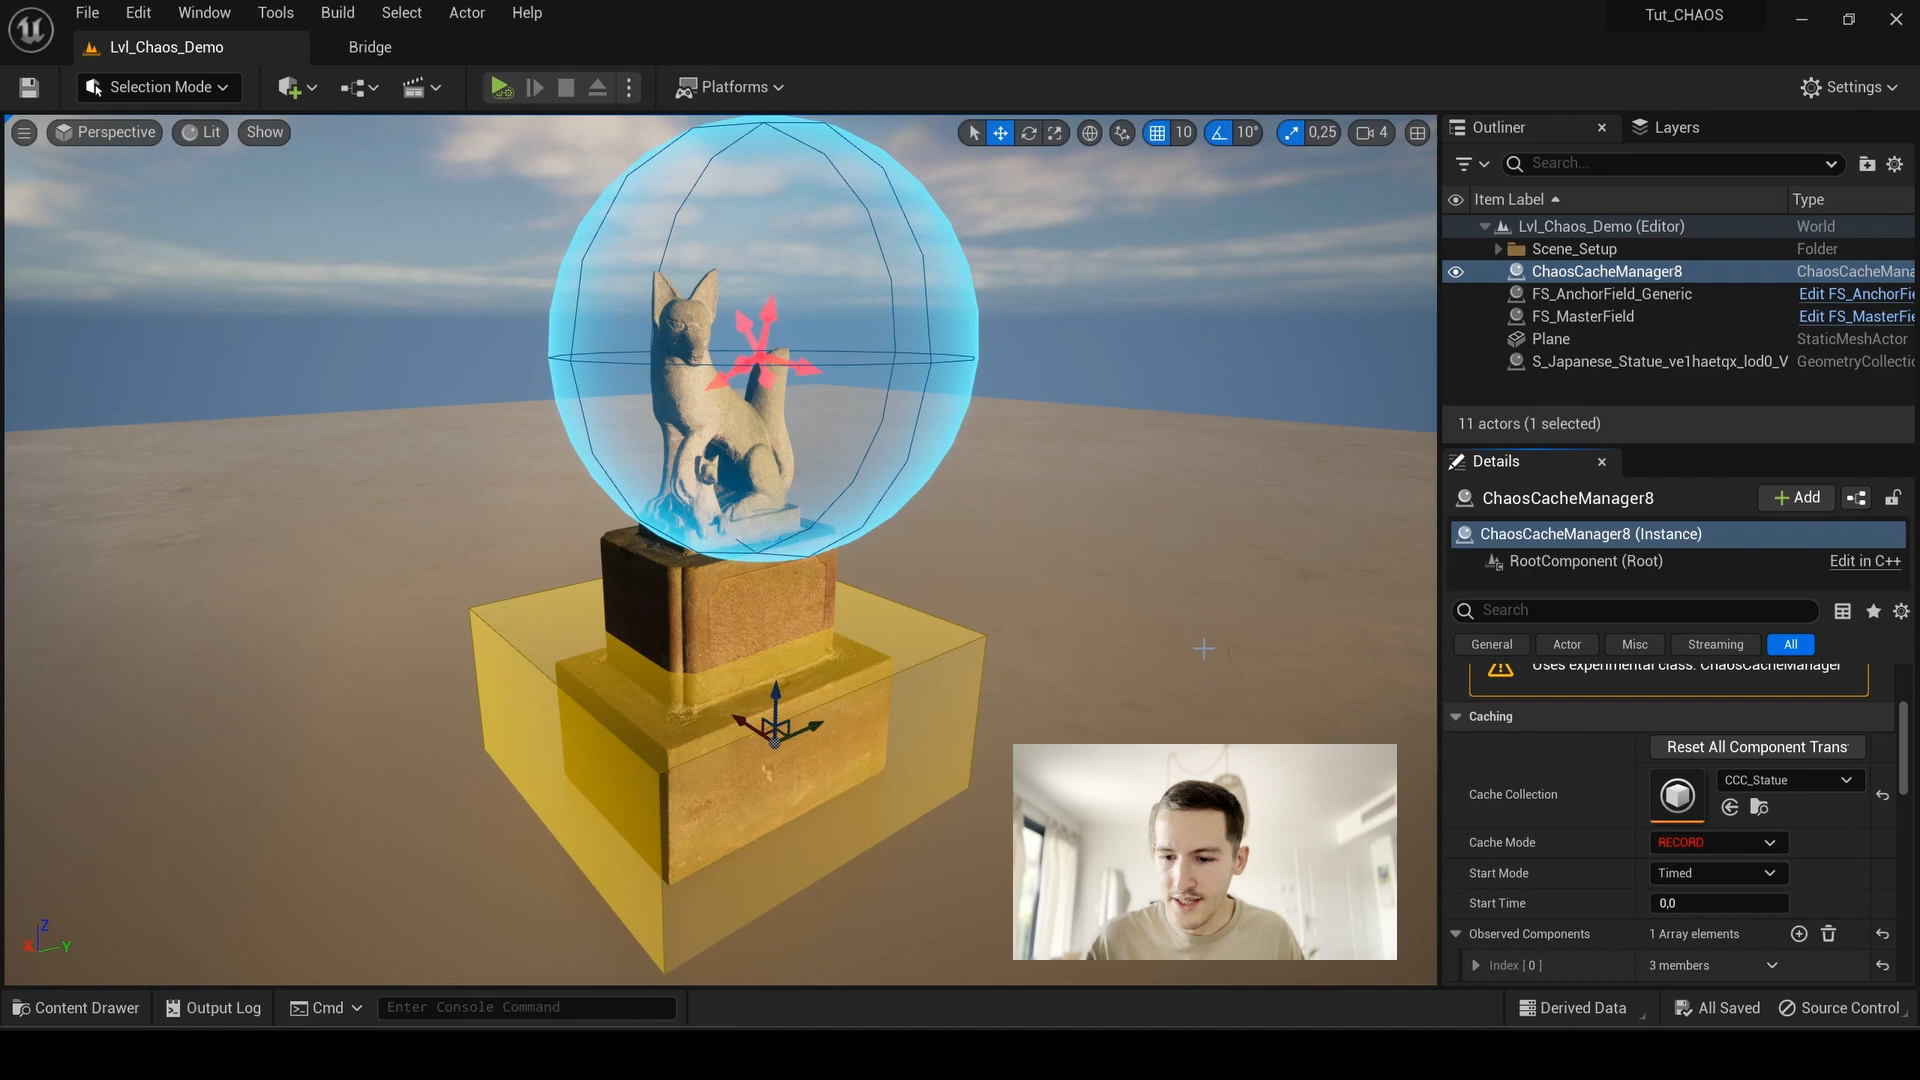 File Edit Window Tools Build Select Actor Help
Tut_CHAOS
Lvl_Chaos_Demo
Bridge
Selection Mode
Platforms
Settings
Perspective
Lit
Show
10
10°
0,25
4
Outliner
Layers
Search...
Item Label
Type
Lvl_Chaos_Demo (Editor)
World
Scene_Setup
Folder
ChaosCacheManager8
ChaosCacheMana
FS_AnchorField_Generic
Edit FS_AnchorFie
FS_MasterField
Edit FS_MasterFie
Plane
StaticMeshActor
S_Japanese_Statue_ve1haetqx_lod0_V
GeometryCollectic
11 actors (1 selected)
Details
ChaosCacheManager8
Add
ChaosCacheManager8 (Instance)
RootComponent (Root)
Edit in C++
Search
General
Actor
Misc
Streaming
All
Uses experimental class: ChaosCacheManager
Caching
Reset All Component Trans
Cache Collection
CCC_Statue
Cache Mode
RECORD
Start Mode
Timed
Start Time
0,0
Observed Components
1 Array elements
Index [ 0 ]
3 members
Z
X
Y
Content Drawer
Output Log
Cmd
Enter Console Command
Derived Data
All Saved
Source Control